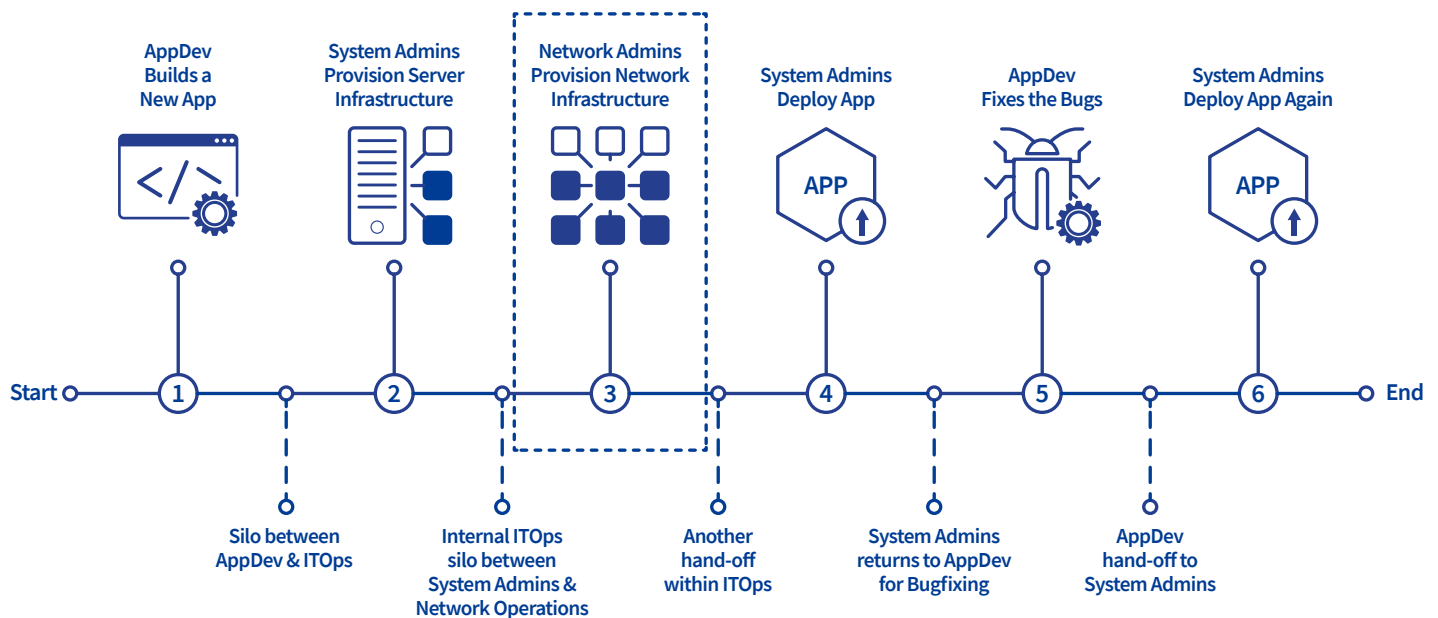 AppDev
Builds a
New App
System Admins
Provision Server
Infrastructure
Network Admins
Provision Network
Infrastructure
System Admins
Deploy App
AppDev
Fixes the Bugs
System Admins
Deploy App Again
</>
APP
APP
Start
1
2
3
4
5
6
End
Silo between
AppDev & ITOps
Internal ITOps
silo between
System Admins &
Network Operations
Another
hand-off
within ITOps
System Admins
returns to AppDev
for Bugfixing
AppDev
hand-off to
System Admins